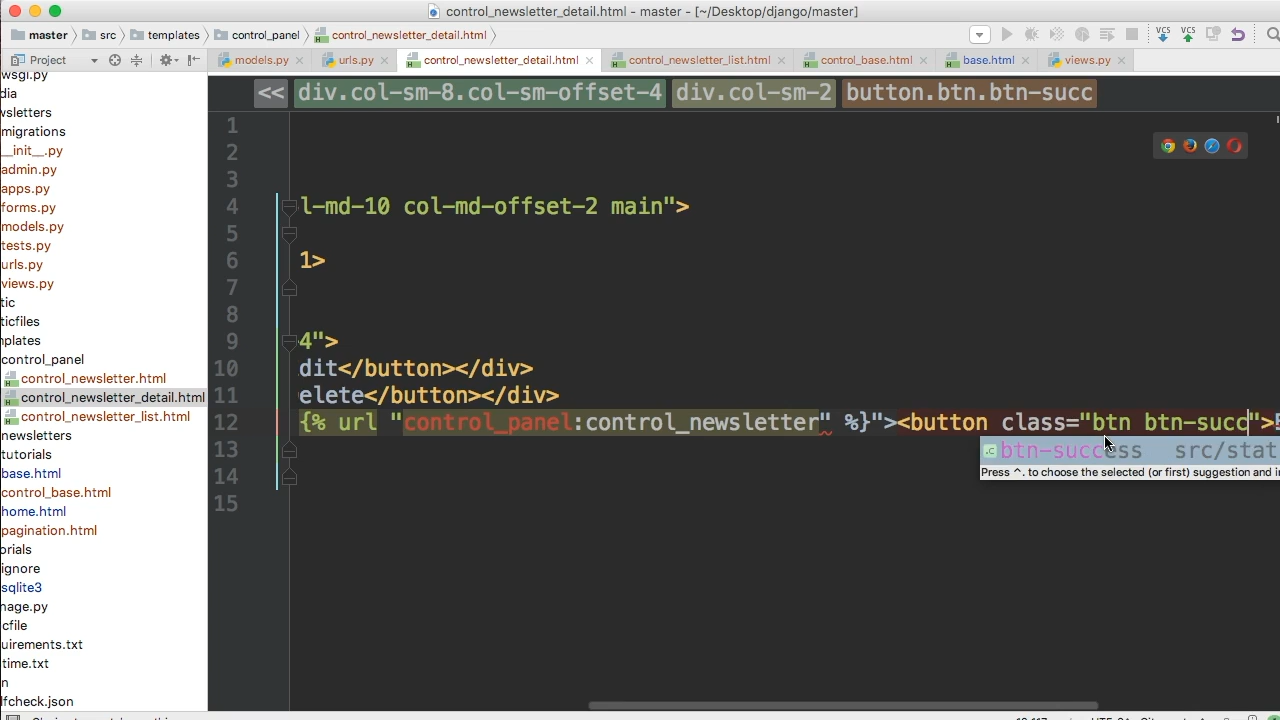 control_newsletter_detail.html - master - [~/Desktop/django/master]
master src templates control_panel control_newsletter_detail.html
VCS VCS
Project models.py urls.py control_newsletter_detail.html control_newsletter_list.html control_base.html base.html views.py
<< div.col-sm-8.col-sm-offset-4 div.col-sm-2 button.btn.btn-succ
wsgi.py
dia
wsletters
migrations
__init__.py
admin.py
apps.py
forms.py
models.py
tests.py
urls.py
views.py
tic
ticfiles
nplates
control_panel
control_newsletter.html
control_newsletter_detail.html
control_newsletter_list.html
newsletters
tutorials
base.html
control_base.html
home.html
pagination.html
orials
ignore
sqlite3
nage.py
cfile
uirements.txt
time.txt
n
lfcheck.json
1
2
3
4 l-md-10 col-md-offset-2 main">
5
6 1>
7
8
9 4">
10 dit</button></div>
11 elete</button></div>
12 {% url "control_panel:control_newsletter" %}"><button class="btn btn-succ">
13
14
15
btn-success src/stat
Press ^. to choose the selected (or first) suggestion and i